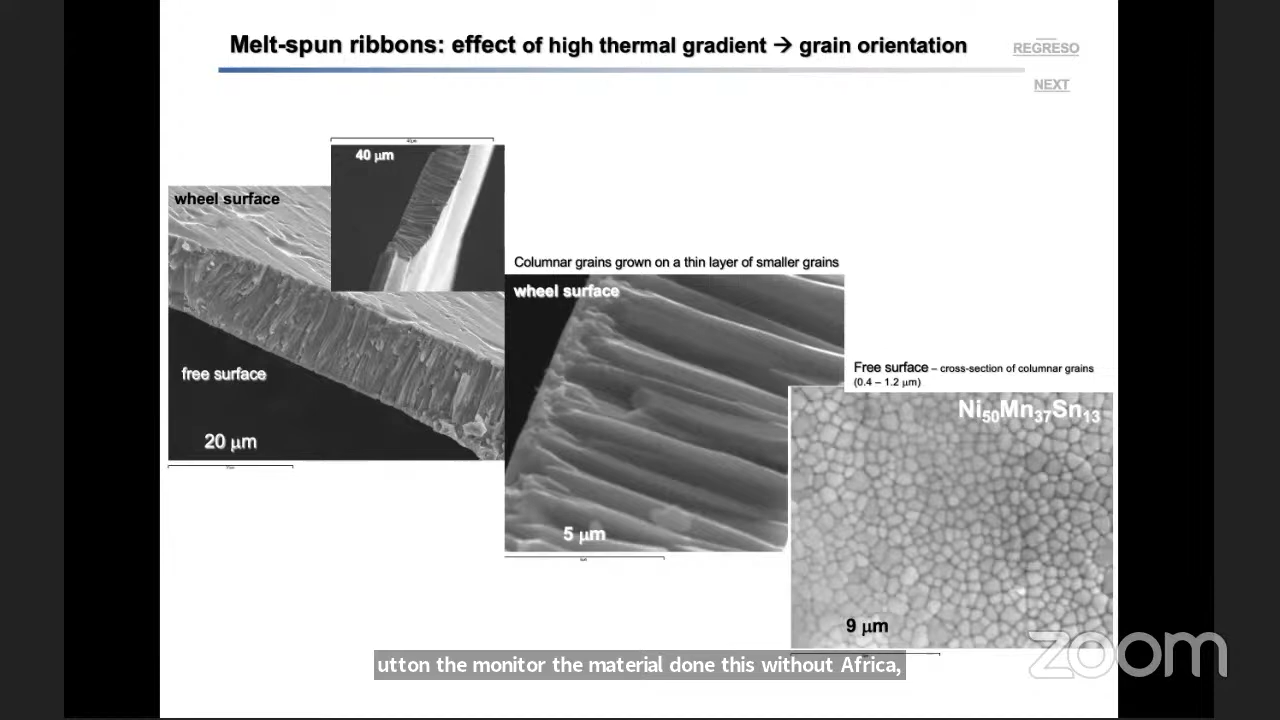 Melt-spun ribbons: effect of high thermal gradient → grain orientation
REGRESO
NEXT
40 μm
wheel surface
free surface
20 μm
Columnar grains grown on a thin layer of smaller grains
wheel surface
5 μm
Free surface – cross-section of columnar grains
(0.4 – 1.2 μm)
Ni₅₀Mn₃₇Sn₁₃
9 μm
utton the monitor the material done this without Africa,
zoom